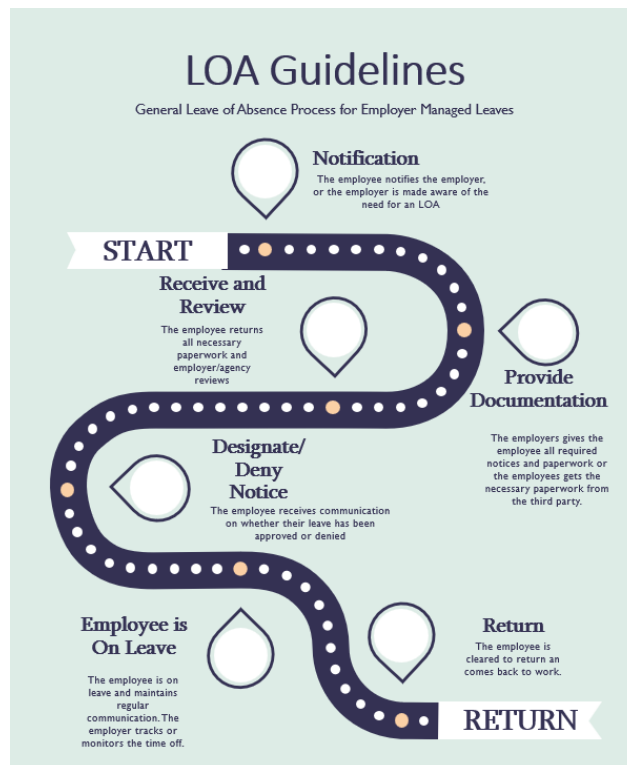 LOA Guidelines
General Leave of Absence Process for Employer Managed Leaves
Notification
The employee notifies the employer,
or the employer is made aware of the
need for an LOA
START
Receive and
Review
The employee returns
all necessary
paperwork and
employer/agency
reviews
Provide
Documentation
The employers gives the
employee all required
notices and paperwork or
the employees gets the
necessary paperwork from
the third party.
Designate/
Deny
Notice
The employee receives communication
on whether their leave has been
approved or denied
Employee is
On Leave
The employee is on
leave and maintains
regular
communication. The
employer tracks or
monitors the time off.
Return
The employee is
cleared to return an
comes back to work.
RETURN